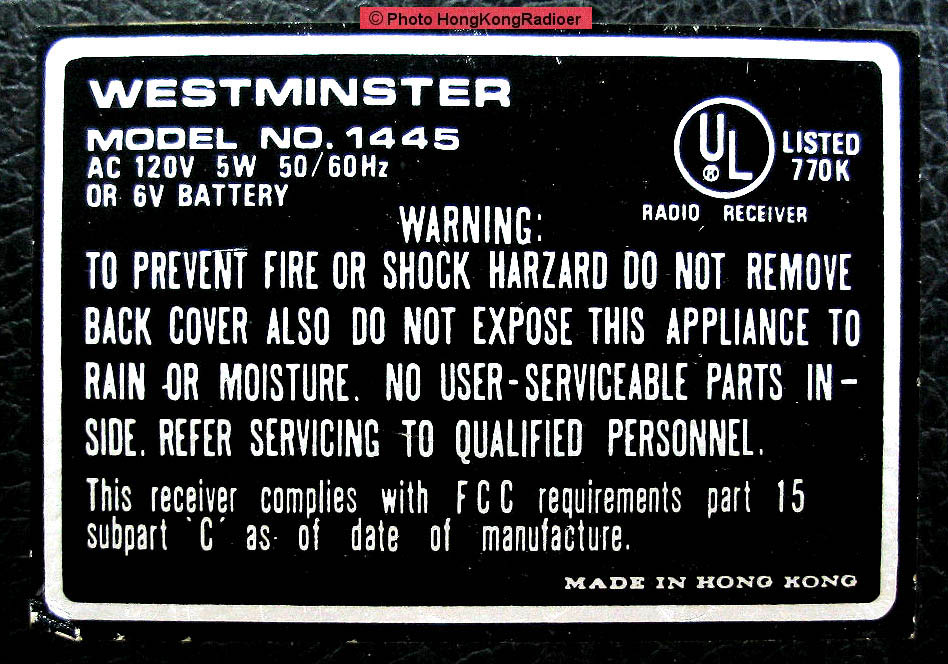 © Photo HongKongRadioer
WESTMINSTER
MODEL NO. 1445
AC 120V 5W 50/60Hz
OR 6V BATTERY
UL ®
LISTED
770K
RADIO RECEIVER
WARNING:
TO PREVENT FIRE OR SHOCK HARZARD DO NOT REMOVE
BACK COVER ALSO DO NOT EXPOSE THIS APPLIANCE TO
RAIN OR MOISTURE. NO USER-SERVICEABLE PARTS IN-
SIDE. REFER SERVICING TO QUALIFIED PERSONNEL.
This receiver complies with FCC requirements part 15
subpart `C´ as of date of manufacture.
MADE IN HONG KONG